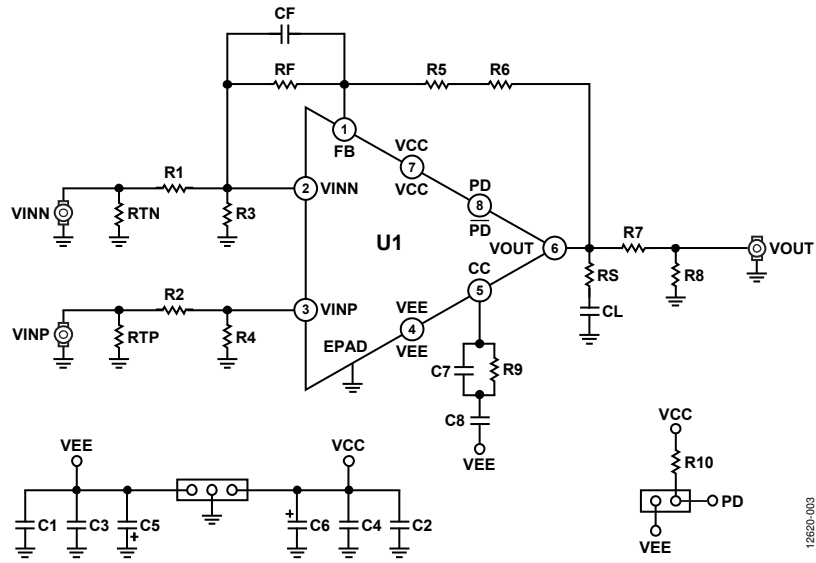 CF
RF
R5
R6
1
FB
VCC
7
VCC
R1
2
VINN
PD
8
PD
VINN
RTN
R3
U1
VOUT
6
R7
VOUT
CC
5
RS
R8
R2
3
VINP
CL
VINP
RTP
R4
EPAD
VEE
4
VEE
C7
R9
C8
VEE
VEE
VCC
C1
C3
C5
+
+
C6
C4
C2
VCC
R10
PD
VEE
12620-003